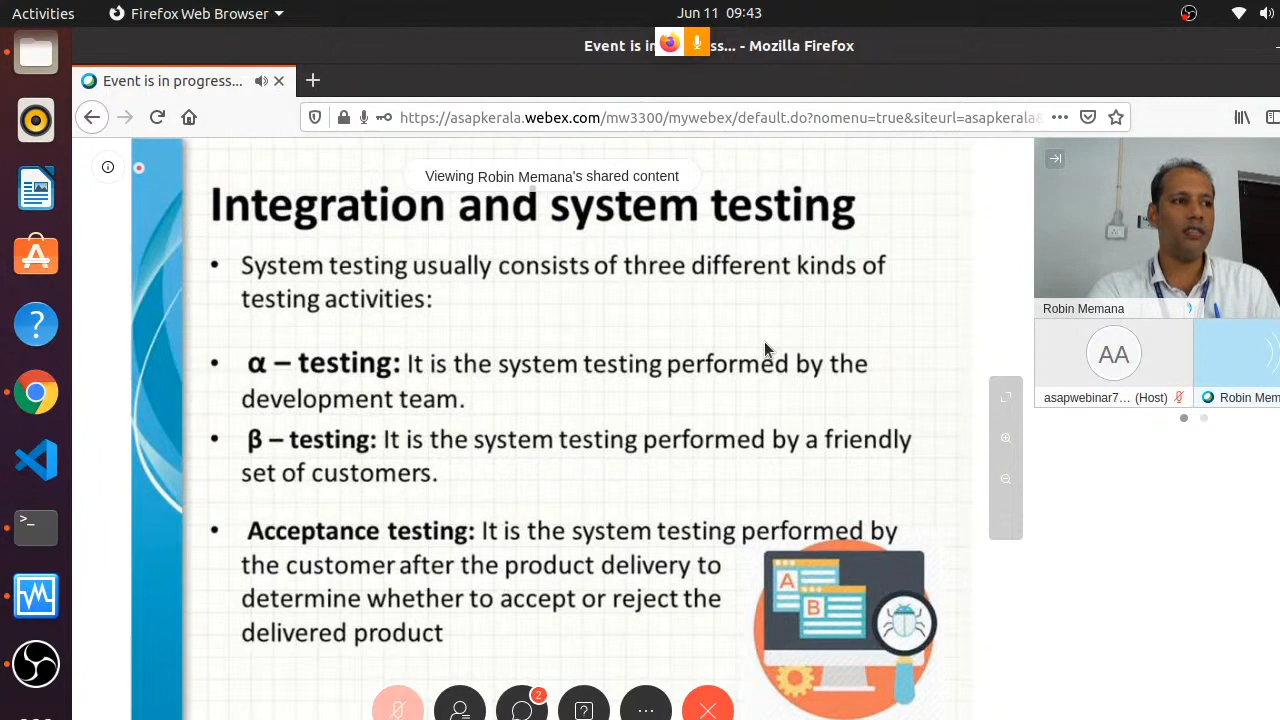 Activities
Firefox Web Browser
Jun 11 09:43
Event is in
ss... - Mozilla Firefox
Event is in progress...
https://asapkerala.webex.com/mw3300/mywebex/default.do?nomenu=true&siteurl=asapkerala&
Viewing Robin Memana's shared content
Integration and system testing
• System testing usually consists of three different kinds of
testing activities:
• α – testing: It is the system testing performed by the
development team.
• β – testing: It is the system testing performed by a friendly
set of customers.
• Acceptance testing: It is the system testing performed by
the customer after the product delivery to
determine whether to accept or reject the
delivered product
A
B
Robin Memana
AA
asapwebinar7... (Host)
Robin Mem
2